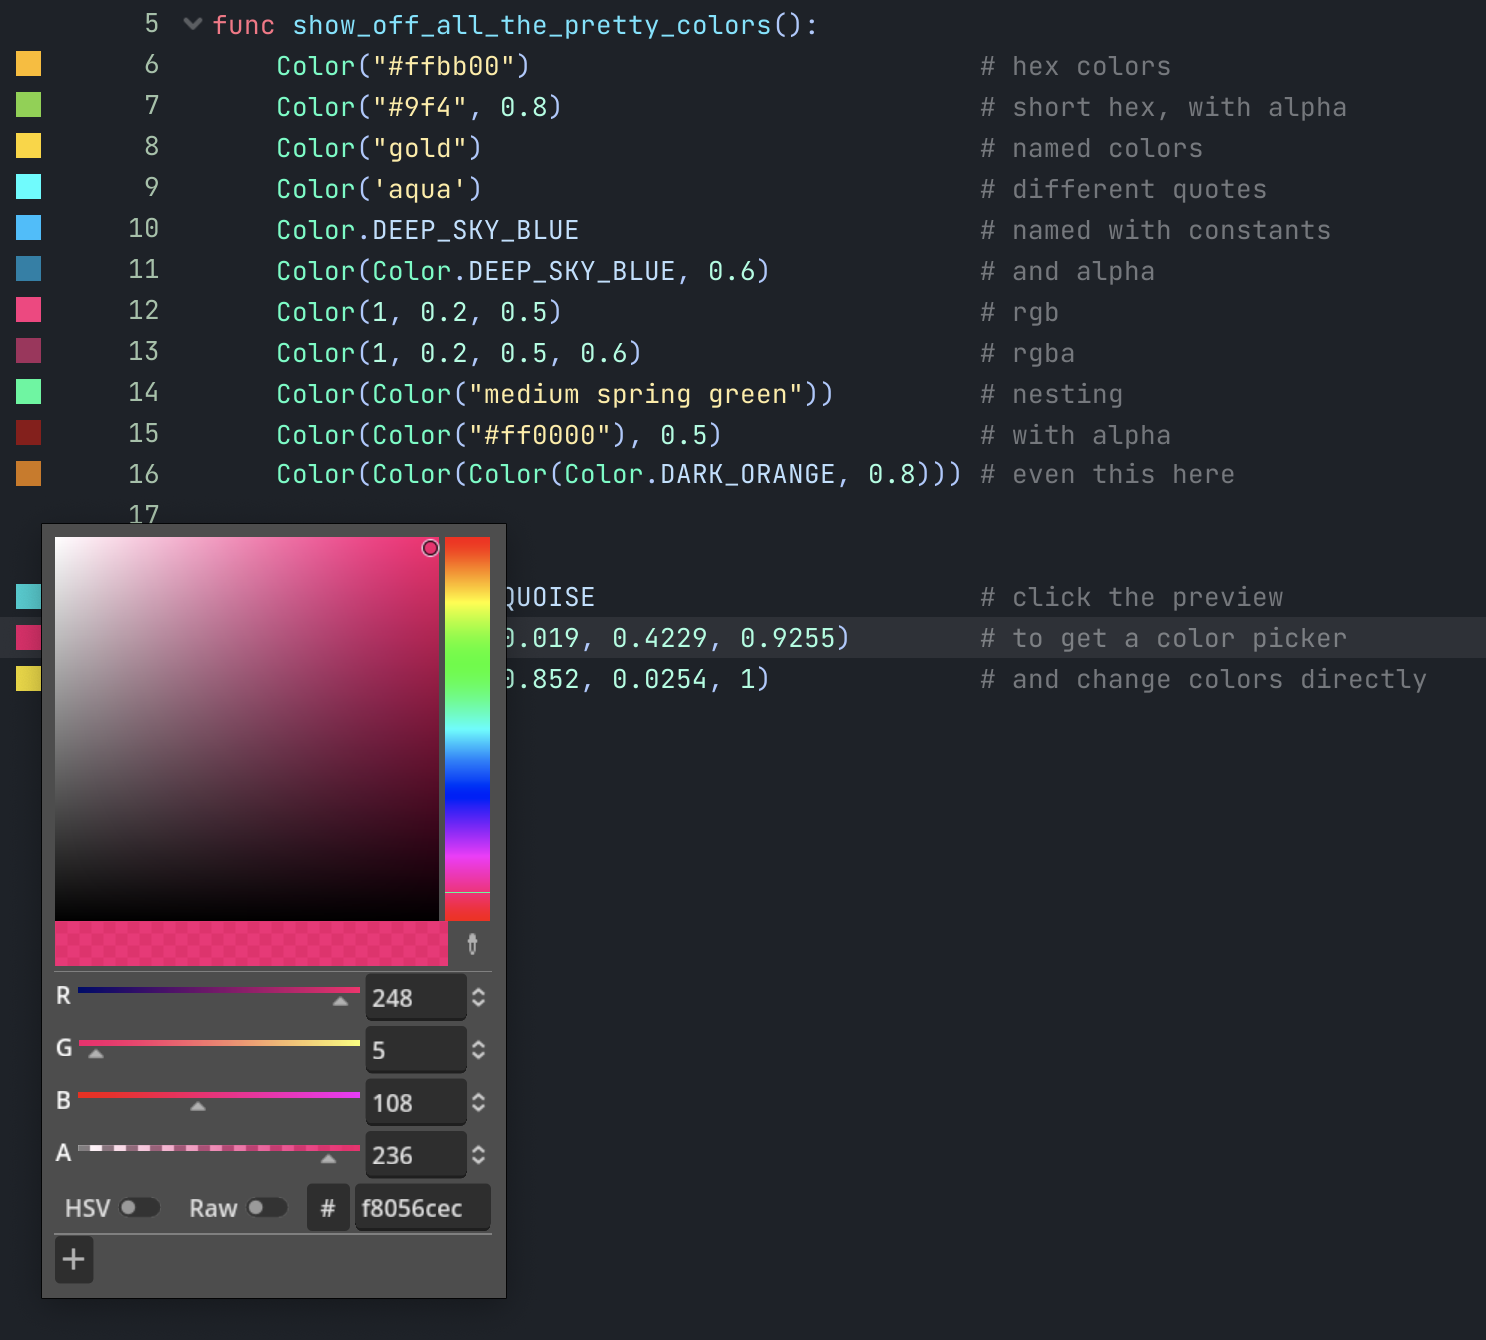 5 func show_off_all_the_pretty_colors():
6 Color("#ffbb00") # hex colors
7 Color("#9f4", 0.8) # short hex, with alpha
8 Color("gold") # named colors
9 Color('aqua') # different quotes
10 Color.DEEP_SKY_BLUE # named with constants
11 Color(Color.DEEP_SKY_BLUE, 0.6) # and alpha
12 Color(1, 0.2, 0.5) # rgb
13 Color(1, 0.2, 0.5, 0.6) # rgba
14 Color(Color("medium spring green")) # nesting
15 Color(Color("#ff0000"), 0.5) # with alpha
16 Color(Color(Color(Color.DARK_ORANGE, 0.8))) # even this here
17
QUOISE # click the preview
0.019, 0.4229, 0.9255) # to get a color picker
0.852, 0.0254, 1) # and change colors directly
R 248
G 5
B 108
A 236
HSV Raw # f8056cec
+